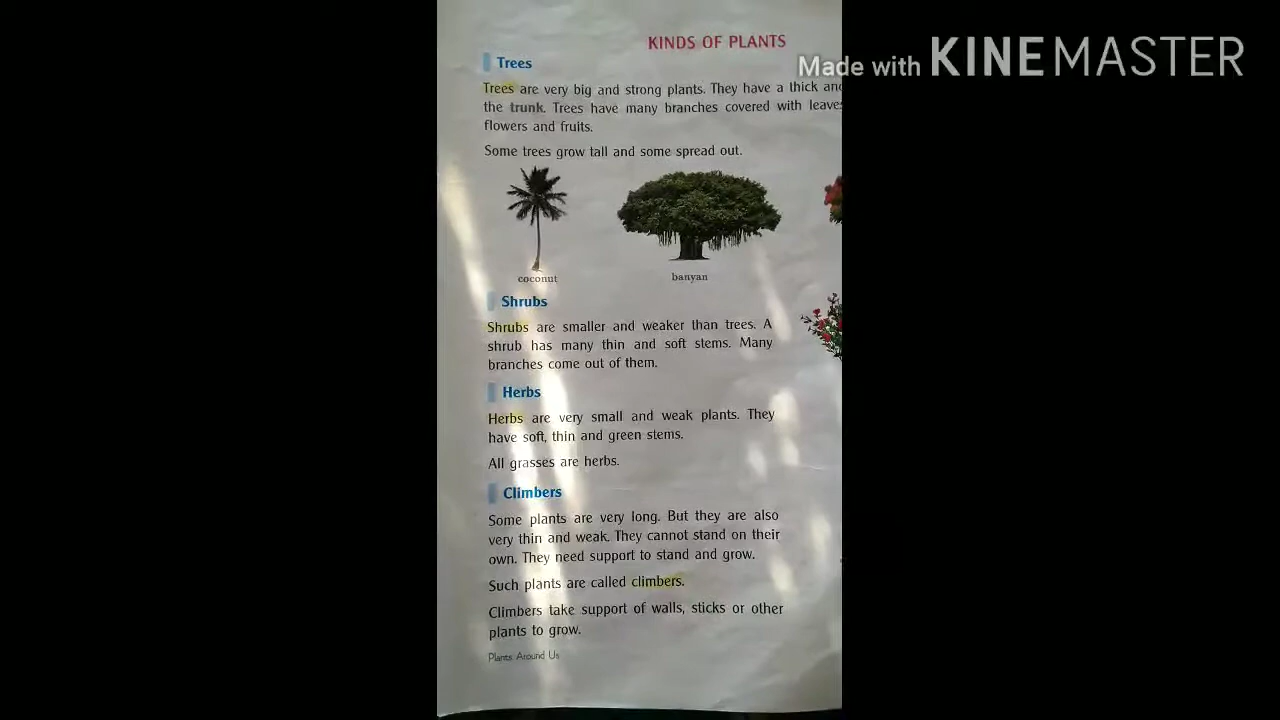 KINDS OF PLANTS
Made with KINEMASTER
Trees
Trees are very big and strong plants. They have a thick and
the trunk. Trees have many branches covered with leaves
flowers and fruits.
Some trees grow tall and some spread out.
coconut
banyan
Shrubs
Shrubs are smaller and weaker than trees. A
shrub has many thin and soft stems. Many
branches come out of them.
Herbs
Herbs are very small and weak plants. They
have soft, thin and green stems.
All grasses are herbs.
Climbers
Some plants are very long. But they are also
very thin and weak. They cannot stand on their
own. They need support to stand and grow.
Such plants are called climbers.
Climbers take support of walls, sticks or other
plants to grow.
Plants Around Us